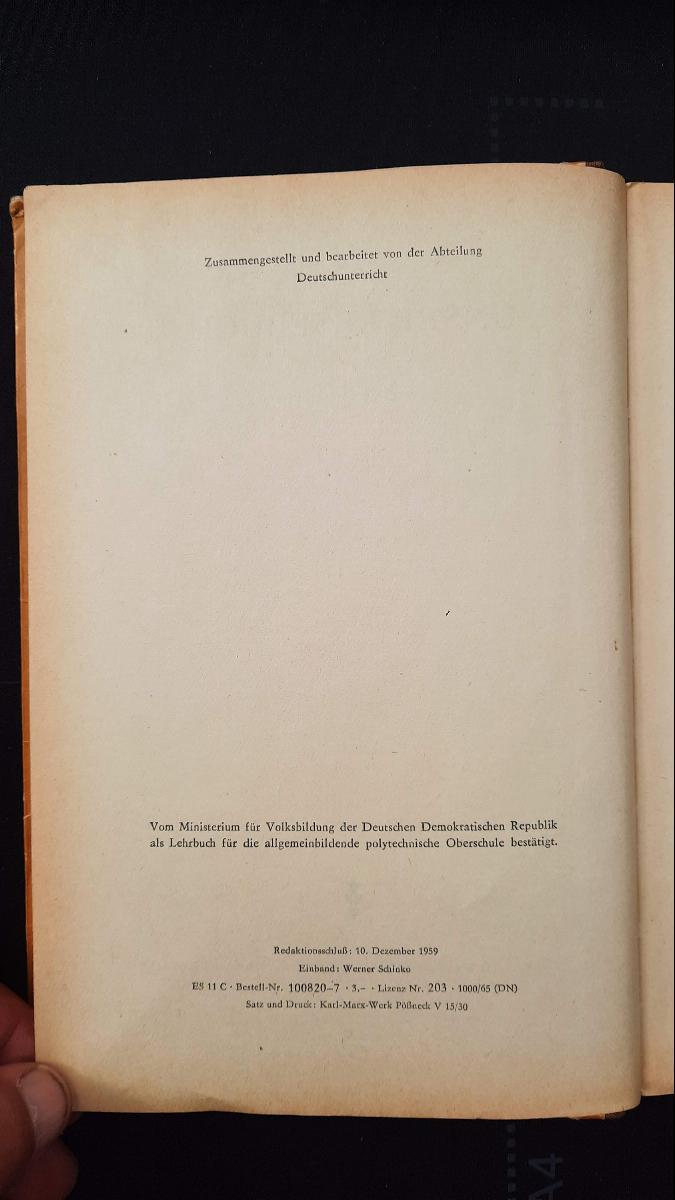 Zusammengestellt und bearbeitet von der Abteilung
Deutschunterricht
Vom Ministerium für Volksbildung der Deutschen Demokratischen Republik
als Lehrbuch für die allgemeinbildende polytechnische Oberschule bestätigt.
Redaktionsschluß: 10. Dezember 1959
Einband: Werner Schinko
ES 11 C · Bestell-Nr. 100820-7 · 3,– · Lizenz Nr. 203 · 1000/65 (DN)
Satz und Druck: Karl-Marx-Werk Pößneck V 15/30
A4